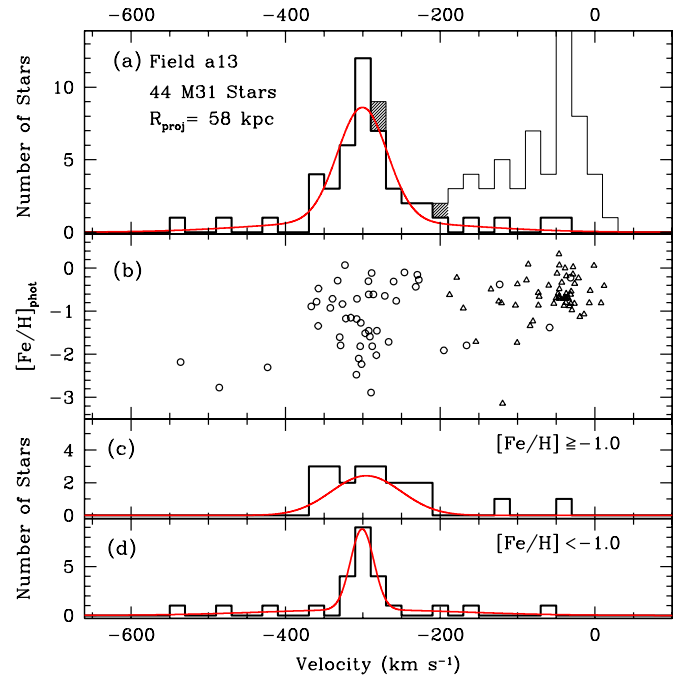 −600 −400 −200 0
(a) Field a13
44 M31 Stars
R_proj= 58 kpc
Number of Stars
10
5
0
(b)
[Fe/H]_phot
0
−1
−2
−3
(c) [Fe/H] ≧ −1.0
Number of Stars
4
2
0
(d) [Fe/H] < −1.0
5
0
−600 −400 −200 0
Velocity (km s⁻¹)